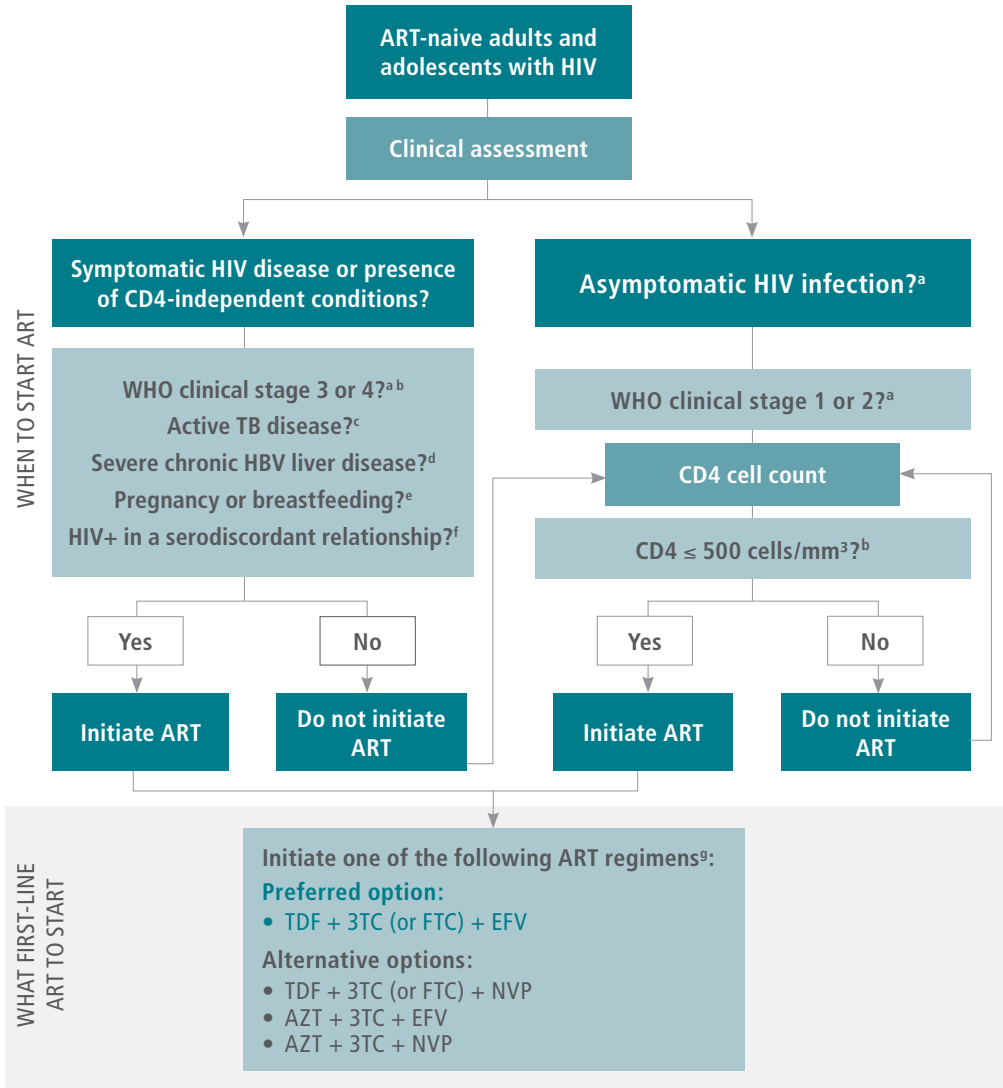 ART-naive adults and
adolescents with HIV
Clinical assessment
WHEN TO START ART
Symptomatic HIV disease or presence
of CD4-independent conditions?
WHO clinical stage 3 or 4?ᵃ ᵇ
Active TB disease?ᶜ
Severe chronic HBV liver disease?ᵈ
Pregnancy or breastfeeding?ᵉ
HIV+ in a serodiscordant relationship?ᶠ
Yes
No
Initiate ART
Do not initiate
ART
Asymptomatic HIV infection?ᵃ
WHO clinical stage 1 or 2?ᵃ
CD4 cell count
CD4 ≤ 500 cells/mm³?ᵇ
Yes
No
Initiate ART
Do not initiate
ART
WHAT FIRST-LINE
ART TO START
Initiate one of the following ART regimensᵍ:
Preferred option:
• TDF + 3TC (or FTC) + EFV
Alternative options:
• TDF + 3TC (or FTC) + NVP
• AZT + 3TC + EFV
• AZT + 3TC + NVP